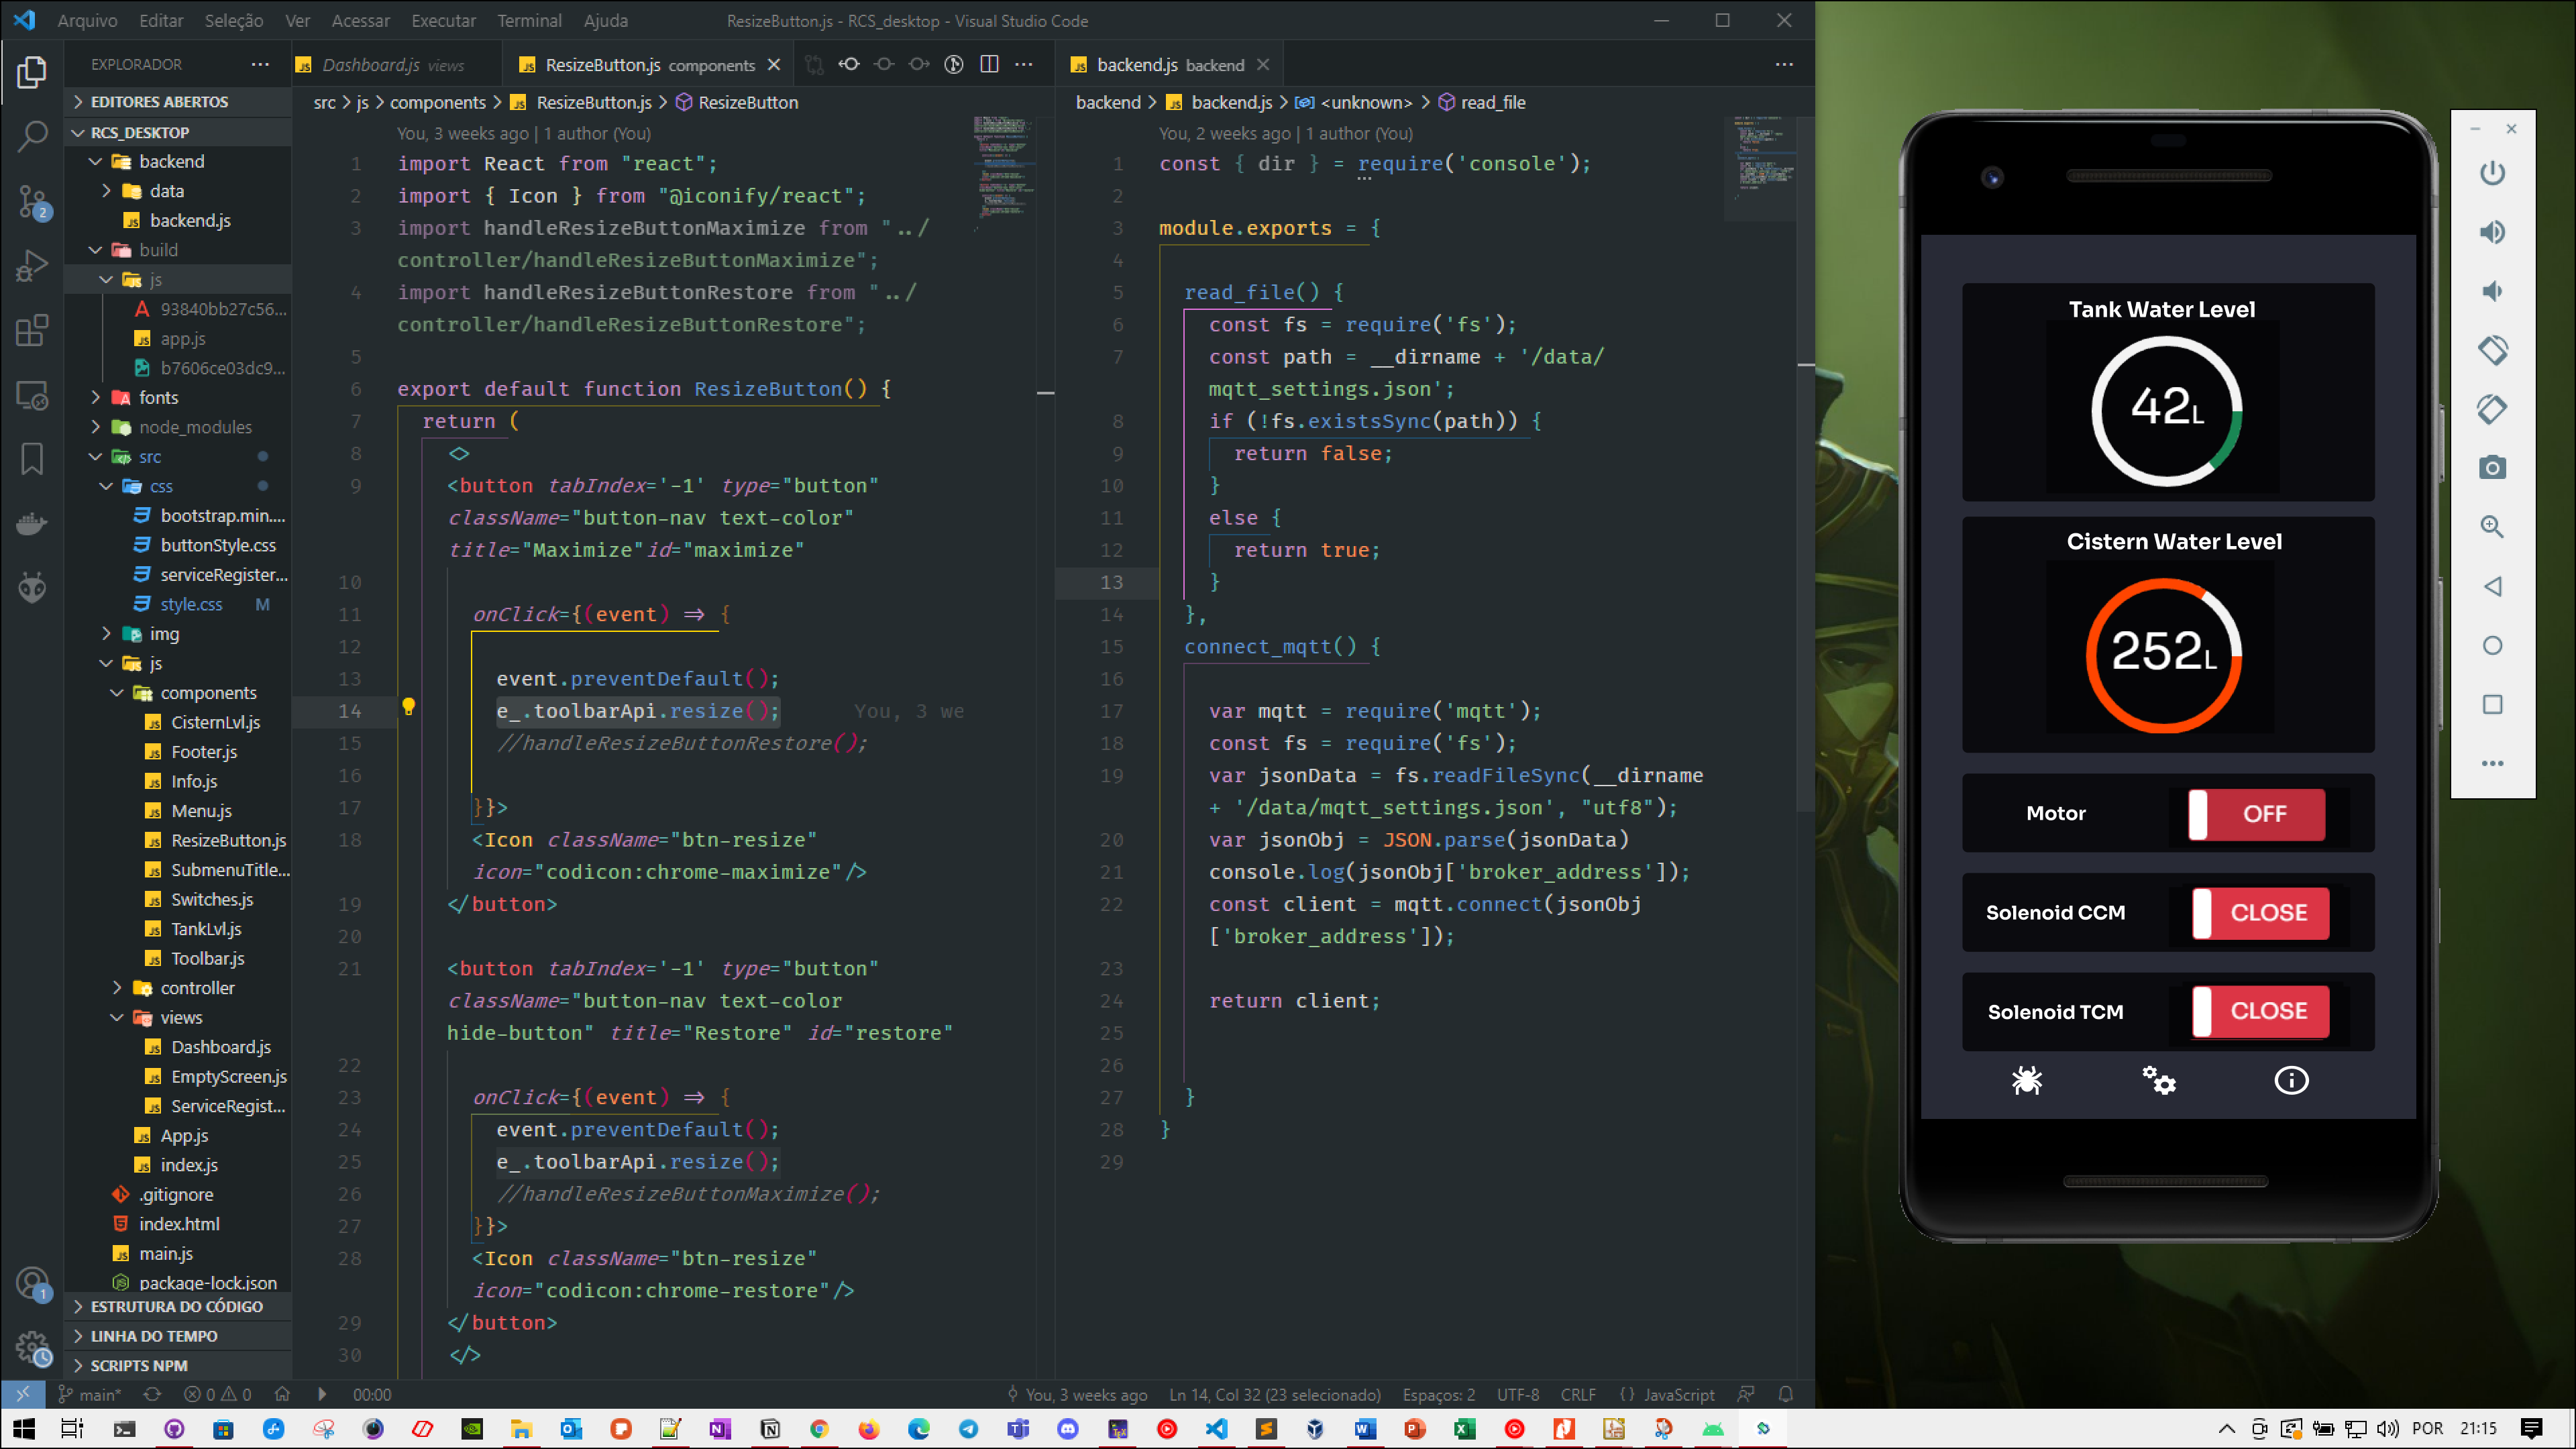 Arquivo Editar Seleção Ver Acessar Executar Terminal Ajuda
ResizeButton.js - RCS_desktop - Visual Studio Code
EXPLORADOR
EDITORES ABERTOS
RCS_DESKTOP
backend
data
backend.js
build
js
93840bb27c56...
app.js
b7606ce03dc9...
fonts
node_modules
src
css
bootstrap.min....
buttonStyle.css
serviceRegister...
style.css M
img
js
components
CisternLvl.js
Footer.js
Info.js
Menu.js
ResizeButton.js
SubmenuTitle...
Switches.js
TankLvl.js
Toolbar.js
controller
views
Dashboard.js
EmptyScreen.js
ServiceRegist...
App.js
index.js
.gitignore
index.html
main.js
package-lock.json
ESTRUTURA DO CÓDIGO
LINHA DO TEMPO
SCRIPTS NPM
2
1
Dashboard.js views
ResizeButton.js components
src > js > components > ResizeButton.js > ResizeButton
You, 3 weeks ago | 1 author (You)
1 import React from "react";
2 import { Icon } from "@iconify/react";
3 import handleResizeButtonMaximize from "../
controller/handleResizeButtonMaximize";
4 import handleResizeButtonRestore from "../
controller/handleResizeButtonRestore";
5
6 export default function ResizeButton() {
7 return (
8 <>
9 <button tabIndex='-1' type="button"
className="button-nav text-color"
title="Maximize"id="maximize"
10
11 onClick={(event) => {
12
13 event.preventDefault();
14 e_.toolbarApi.resize(); You, 3 we
15 //handleResizeButtonRestore();
16
17 }}>
18 <Icon className="btn-resize"
icon="codicon:chrome-maximize"/>
19 </button>
20
21 <button tabIndex='-1' type="button"
className="button-nav text-color
hide-button" title="Restore" id="restore"
22
23 onClick={(event) => {
24 event.preventDefault();
25 e_.toolbarApi.resize();
26 //handleResizeButtonMaximize();
27 }}>
28 <Icon className="btn-resize"
icon="codicon:chrome-restore"/>
29 </button>
30 </>
backend.js backend
backend > backend.js > <unknown> > read_file
You, 2 weeks ago | 1 author (You)
1 const { dir } = require('console');
2
3 module.exports = {
4
5 read_file() {
6 const fs = require('fs');
7 const path = __dirname + '/data/
mqtt_settings.json';
8 if (!fs.existsSync(path)) {
9 return false;
10 }
11 else {
12 return true;
13 }
14 },
15 connect_mqtt() {
16
17 var mqtt = require('mqtt');
18 const fs = require('fs');
19 var jsonData = fs.readFileSync(__dirname
+ '/data/mqtt_settings.json', "utf8");
20 var jsonObj = JSON.parse(jsonData)
21 console.log(jsonObj['broker_address']);
22 const client = mqtt.connect(jsonObj
['broker_address']);
23
24 return client;
25
26
27 }
28 }
29
main* 0 0 00:00
You, 3 weeks ago Ln 14, Col 32 (23 selecionado) Espaços: 2 UTF-8 CRLF {} JavaScript
Tank Water Level
42L
Cistern Water Level
252L
Motor OFF
Solenoid CCM CLOSE
Solenoid TCM CLOSE
POR 21:15